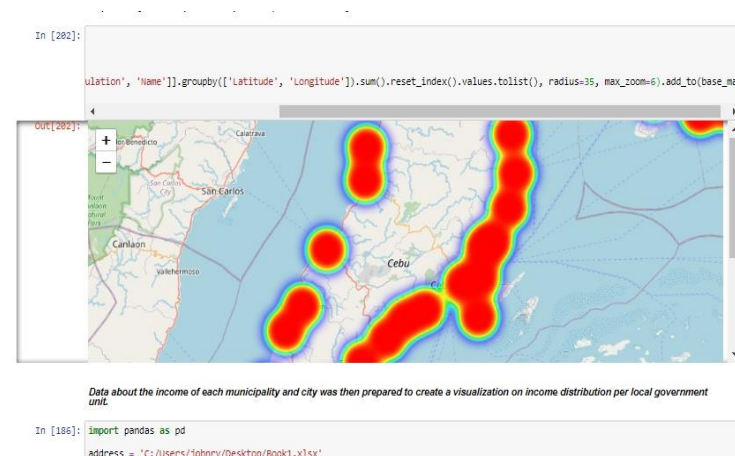 In [202]:
ulation', 'Name']].groupby(['Latitude', 'Longitude']).sum().reset_index().values.tolist(), radius=35, max_zoom=6).add_to(base_ma
Out[202]:
+
−
Calatrava
San Carlos City
San Carlos
Canlaon
Vallehermoso
Cebu
Data about the income of each municipality and city was then prepared to create a visualization on income distribution per local government
unit.
In [186]: import pandas as pd
address = 'C:/Users/johnry/Desktop/Book1.xlsx'